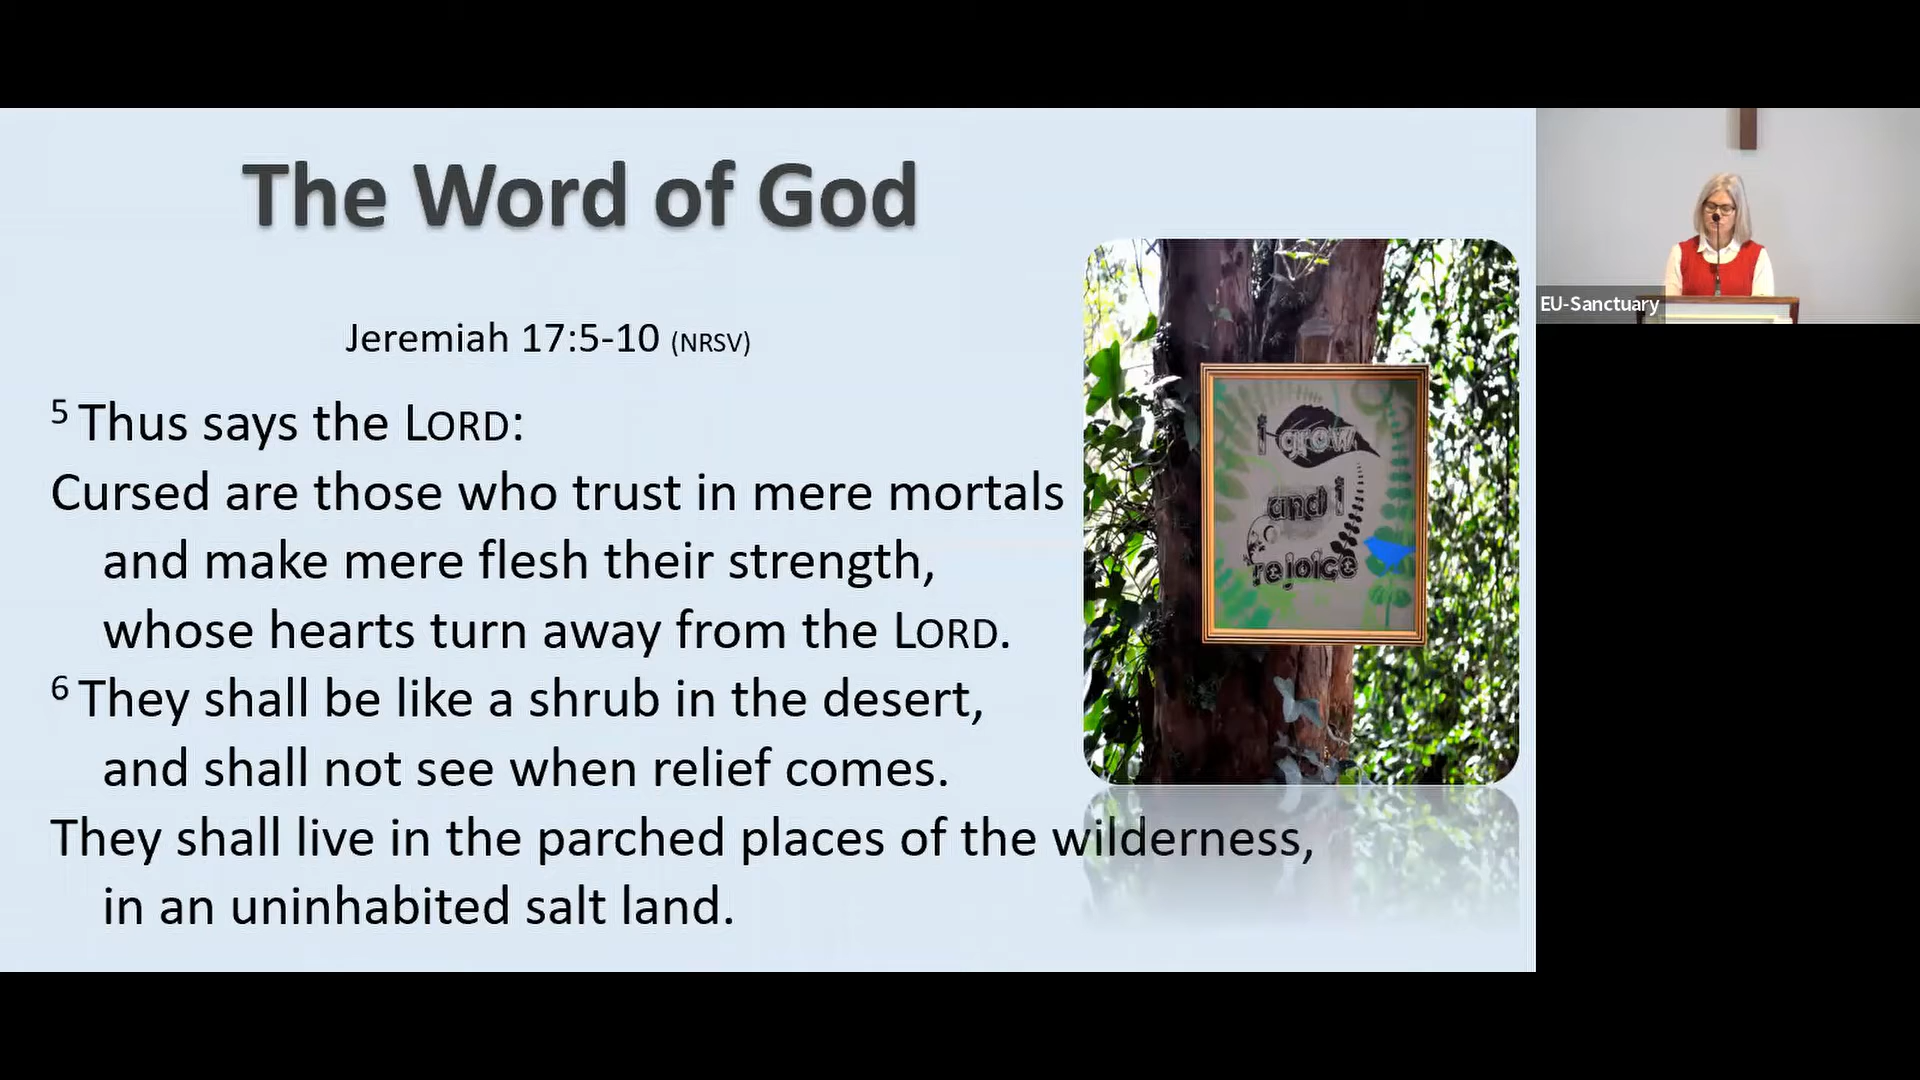 The Word of God
Jeremiah 17:5-10 (NRSV)
5 Thus says the LORD:
Cursed are those who trust in mere mortals
and make mere flesh their strength,
whose hearts turn away from the LORD.
6 They shall be like a shrub in the desert,
and shall not see when relief comes.
They shall live in the parched places of the wilderness,
in an uninhabited salt land.
I grow
and I
rejoice
EU-Sanctuary